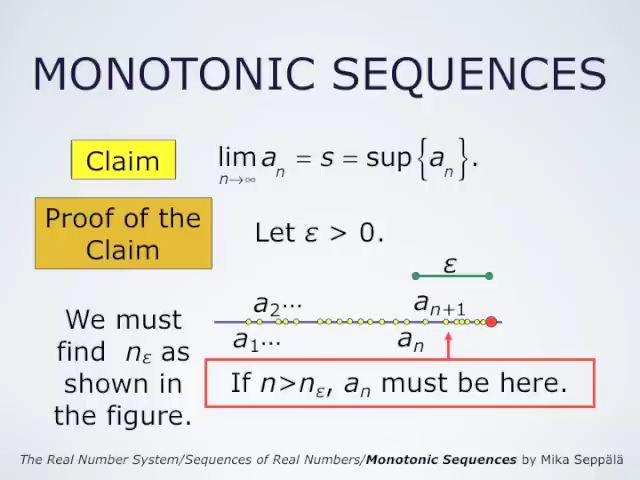 MONOTONIC SEQUENCES
Claim
lim aₙ = s = sup{aₙ}.
n→∞
Proof of the
Claim
Let ε > 0.
ε
a₂···
aₙ₊₁
a₁···
aₙ
We must
find nε as
shown in
the figure.
If n>nε, aₙ must be here.
The Real Number System/Sequences of Real Numbers/Monotonic Sequences by Mika Seppälä